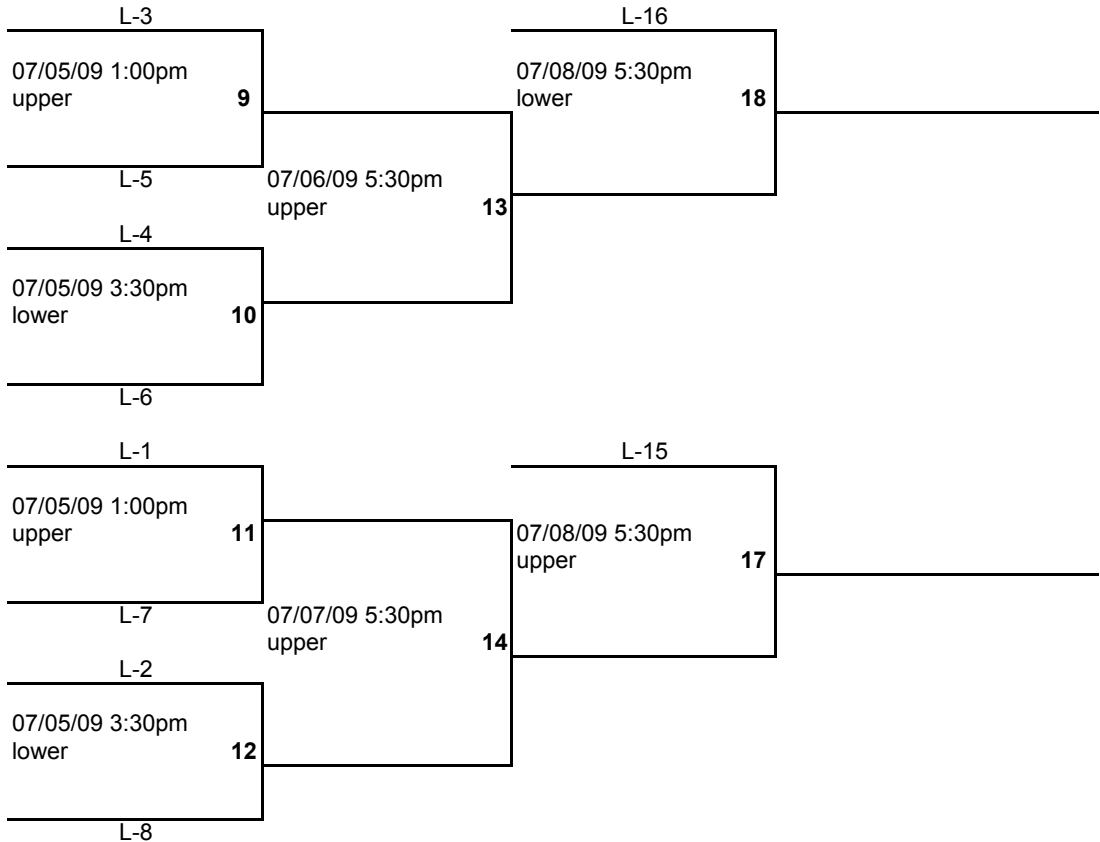 L-3
07/05/09 1:00pm
upper 9
L-5
L-4
07/05/09 3:30pm
lower 10
L-6
07/06/09 5:30pm
upper 13
L-16
07/08/09 5:30pm
lower 18
L-1
07/05/09 1:00pm
upper 11
L-7
L-2
07/05/09 3:30pm
lower 12
L-8
07/07/09 5:30pm
upper 14
L-15
07/08/09 5:30pm
upper 17